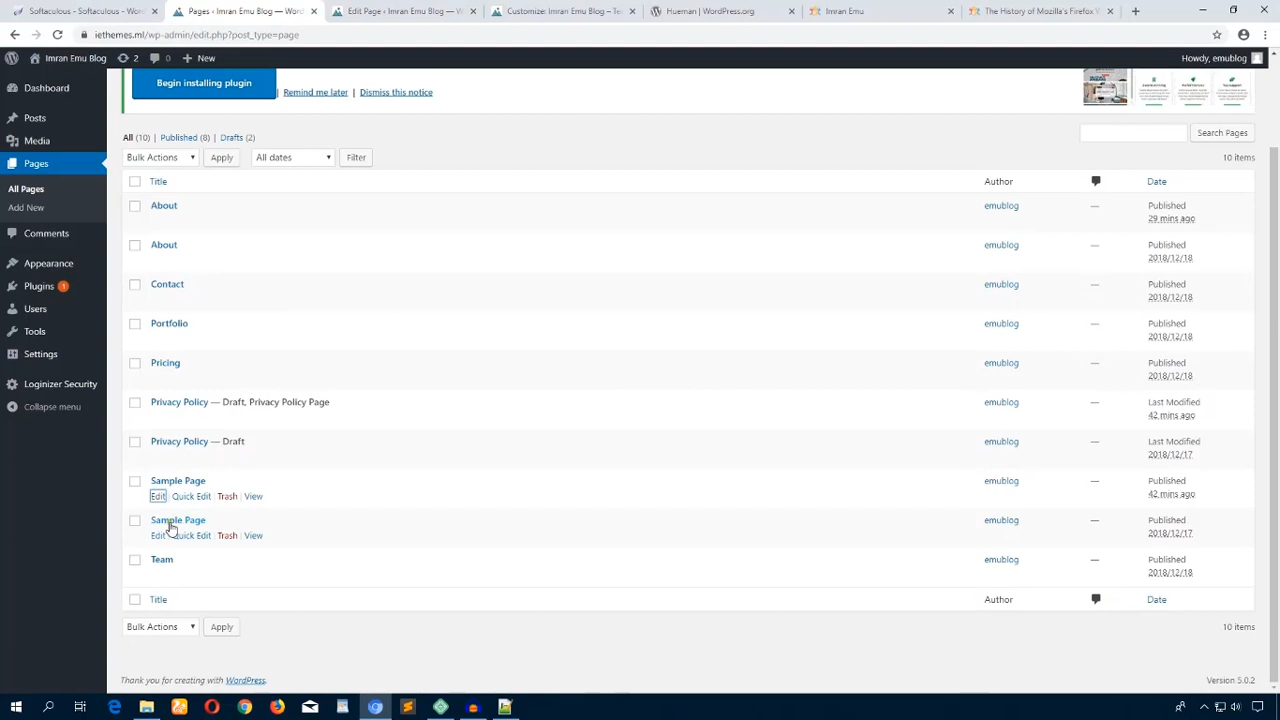 Softaculous - Softaculous - Wor
Pages ‹ Imran Emu Blog — Word
Edit Page ‹ Imran Emu Blog — W
Customize: Imran Emu Blog – Te
Hueman | WordPress.org
Imran Emu
The History of Mozilla's Firefox
iethemes.ml/wp-admin/edit.php?post_type=page
Imran Emu Blog 2 0 + New
Howdy, emublog
Begin installing plugin
Remind me later | Dismiss this notice
Dashboard
Posts
Media
Pages
All Pages
Add New
Comments
Appearance
Plugins 1
Users
Tools
Settings
Loginizer Security
Collapse menu
All (10) | Published (8) | Drafts (2)
Search Pages
Bulk Actions Apply All dates Filter
10 items
Title Author Date
About emublog — Published
29 mins ago
About emublog — Published
2018/12/18
Contact emublog — Published
2018/12/18
Portfolio emublog — Published
2018/12/18
Pricing emublog — Published
2018/12/18
Privacy Policy — Draft, Privacy Policy Page emublog — Last Modified
42 mins ago
Privacy Policy — Draft emublog — Last Modified
2018/12/17
Sample Page emublog — Published
Edit | Quick Edit | Trash | View 42 mins ago
Sample Page emublog — Published
Edit Quick Edit | Trash | View 2018/12/17
Team emublog — Published
2018/12/18
Title Author Date
Bulk Actions Apply
10 items
Thank you for creating with WordPress.
Version 5.0.2